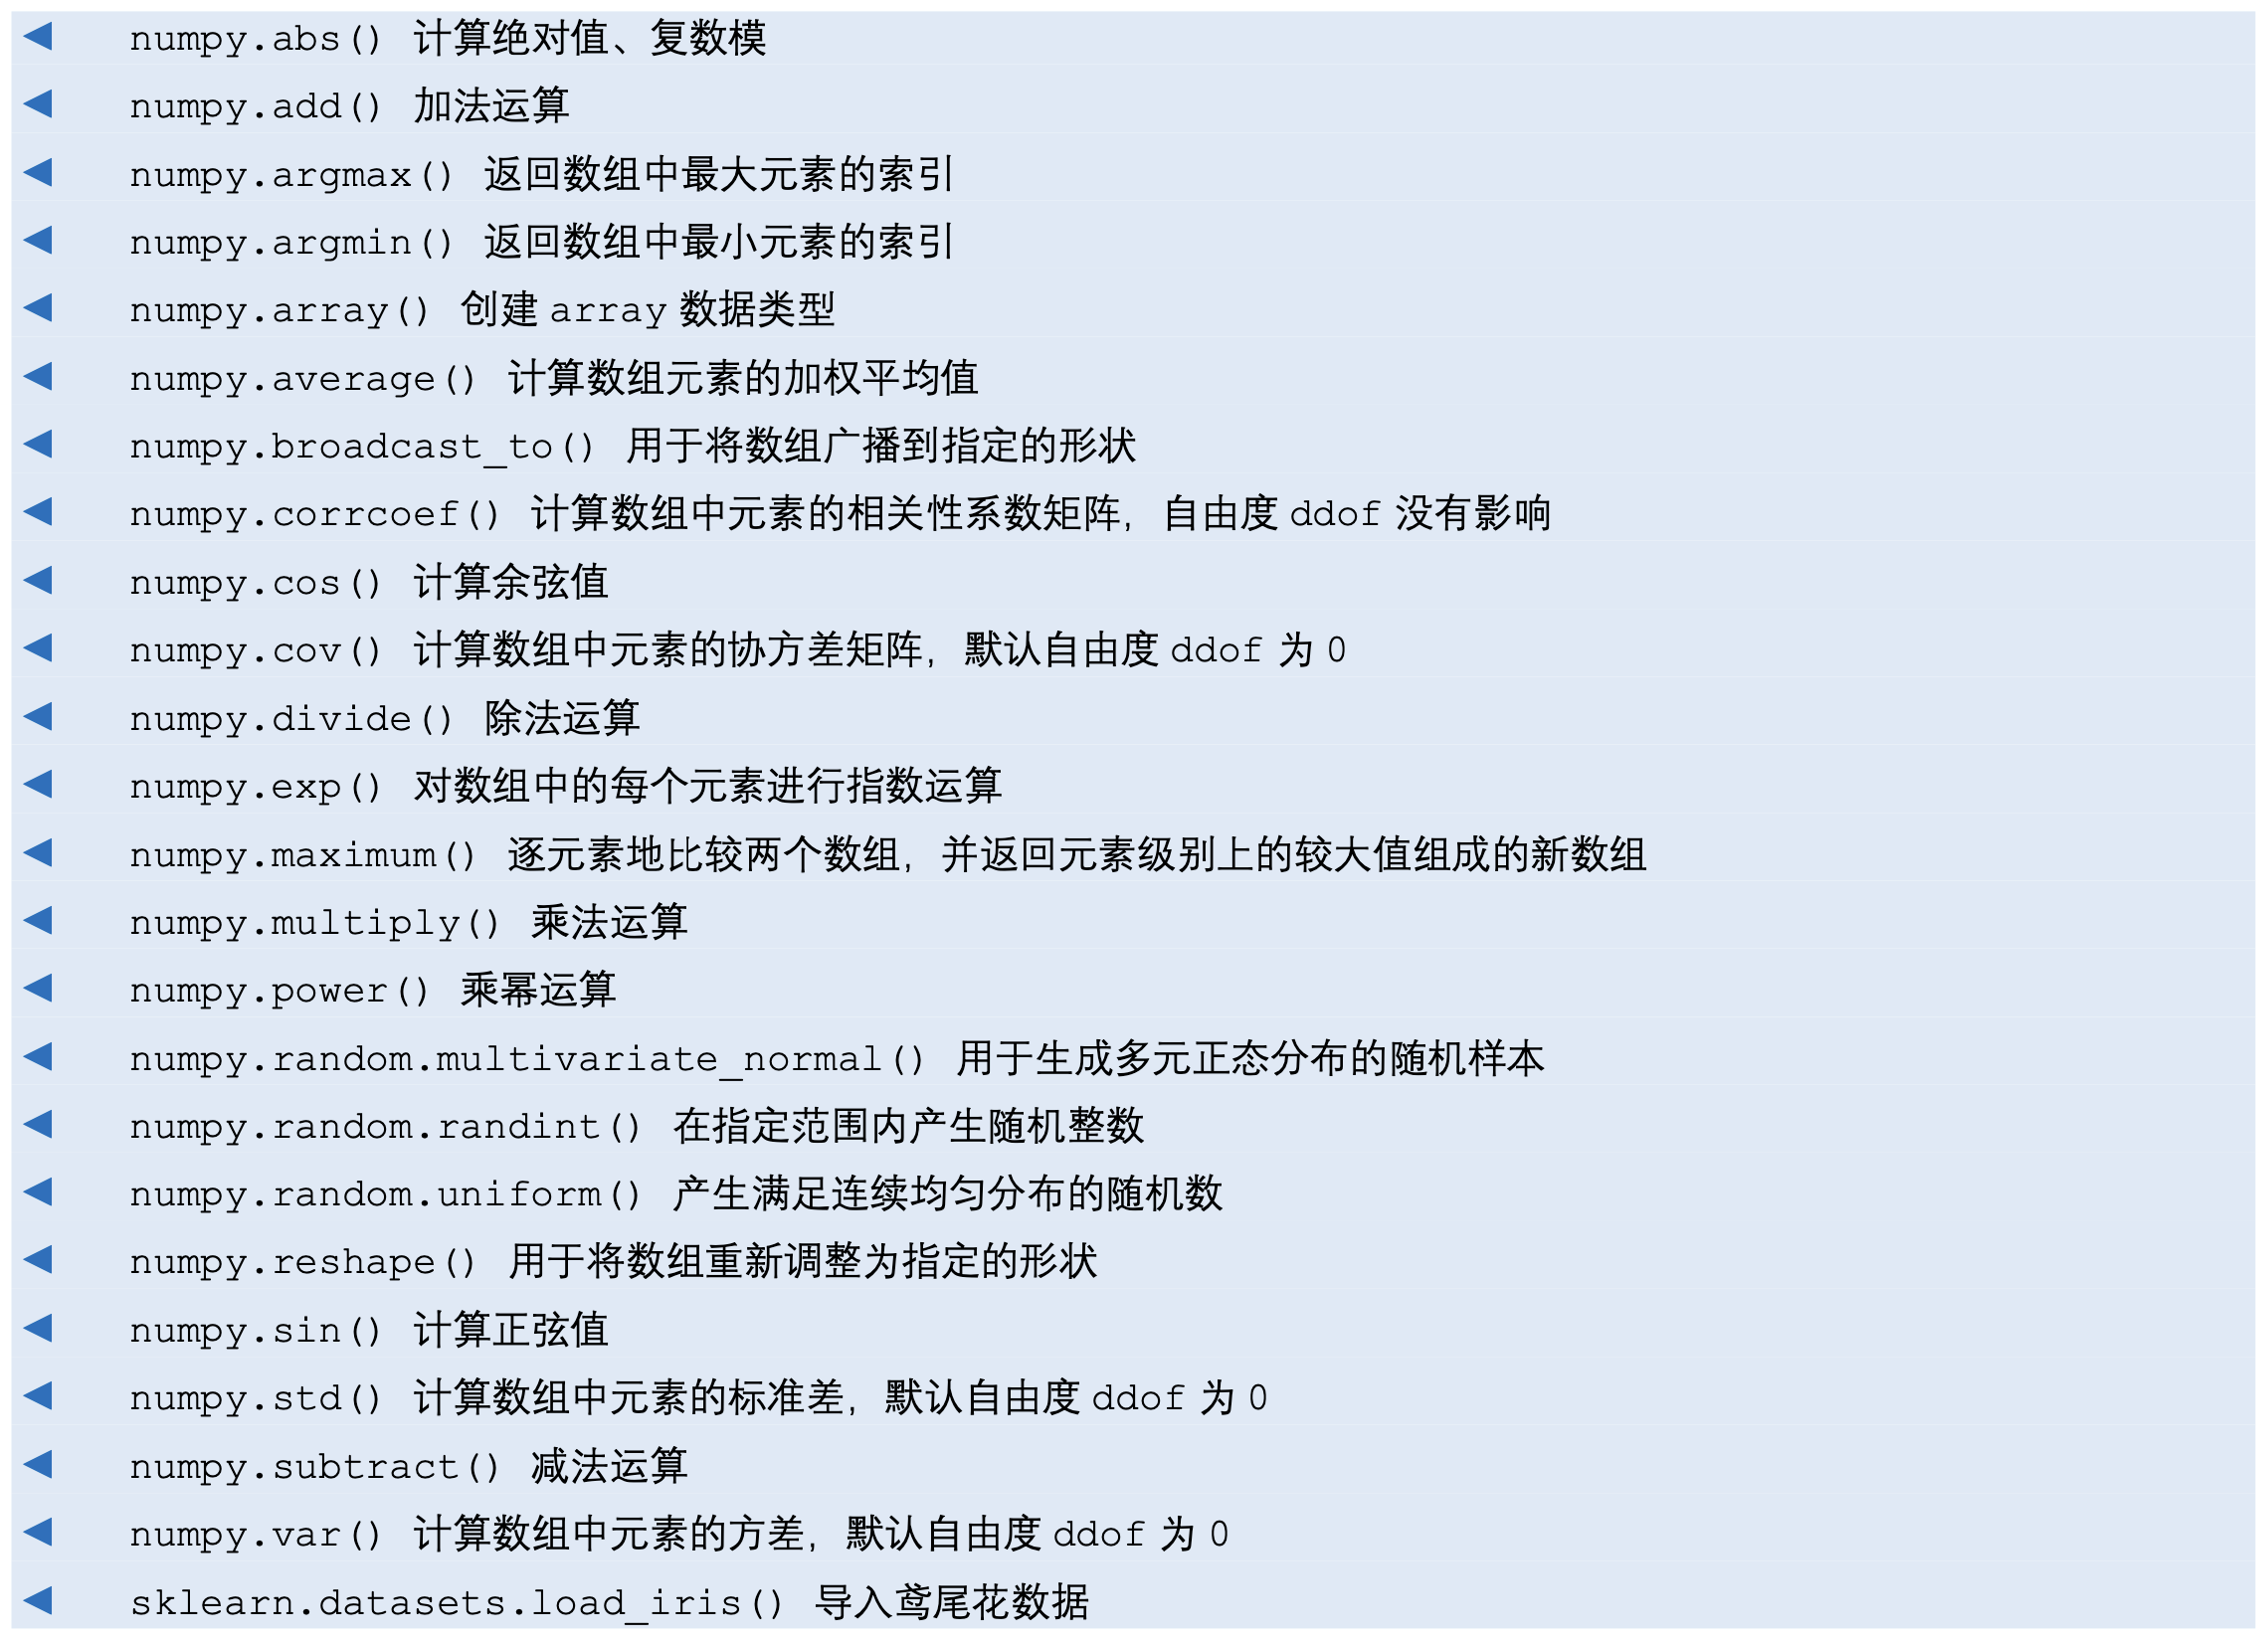 numpy.abs() 计算绝对值、复数模
numpy.add() 加法运算
numpy.argmax() 返回数组中最大元素的索引
numpy.argmin() 返回数组中最小元素的索引
numpy.array() 创建 array 数据类型
numpy.average() 计算数组元素的加权平均值
numpy.broadcast_to() 用于将数组广播到指定的形状
numpy.corrcoef() 计算数组中元素的相关性系数矩阵，自由度 ddof 没有影响
numpy.cos() 计算余弦值
numpy.cov() 计算数组中元素的协方差矩阵，默认自由度 ddof 为 0
numpy.divide() 除法运算
numpy.exp() 对数组中的每个元素进行指数运算
numpy.maximum() 逐元素地比较两个数组，并返回元素级别上的较大值组成的新数组
numpy.multiply() 乘法运算
numpy.power() 乘幂运算
numpy.random.multivariate_normal() 用于生成多元正态分布的随机样本
numpy.random.randint() 在指定范围内产生随机整数
numpy.random.uniform() 产生满足连续均匀分布的随机数
numpy.reshape() 用于将数组重新调整为指定的形状
numpy.sin() 计算正弦值
numpy.std() 计算数组中元素的标准差，默认自由度 ddof 为 0
numpy.subtract() 减法运算
numpy.var() 计算数组中元素的方差，默认自由度 ddof 为 0
sklearn.datasets.load_iris() 导入鸢尾花数据